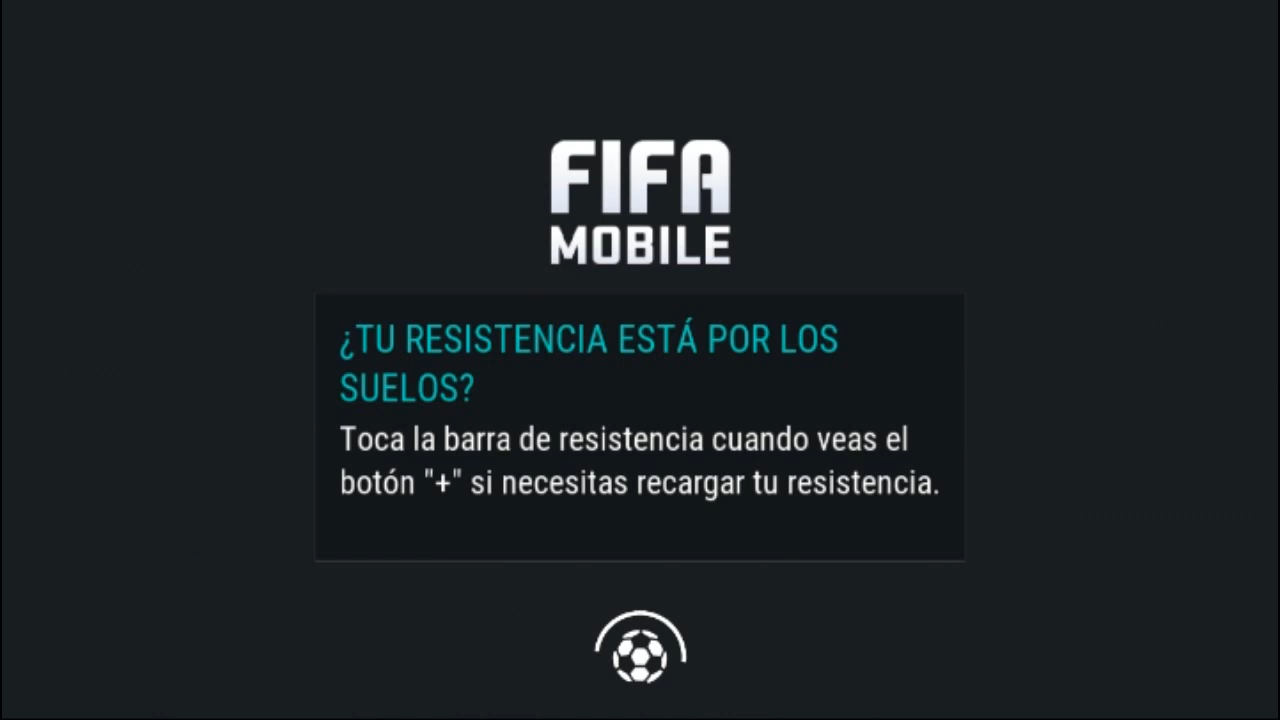 FIFA
MOBILE
¿TU RESISTENCIA ESTÁ POR LOS
SUELOS?
Toca la barra de resistencia cuando veas el
botón "+" si necesitas recargar tu resistencia.